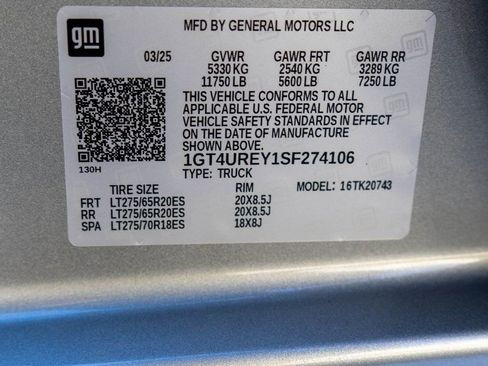 gm
MFD BY GENERAL MOTORS LLC
03/25 GVWR GAWR FRT GAWR RR
5330 KG 2540 KG 3289 KG
11750 LB 5600 LB 7250 LB
THIS VEHICLE CONFORMS TO ALL
APPLICABLE U.S. FEDERAL MOTOR
VEHICLE SAFETY STANDARDS IN EFFECT
ON THE DATE OF MANUFACTURE
SHOWN ABOVE.
1GT4UREY1SF274106
130H
TYPE: TRUCK
TIRE SIZE RIM MODEL: 16TK20743
FRT LT275/65R20ES 20X8.5J
RR LT275/65R20ES 20X8.5J
SPA LT275/70R18ES 18X8J